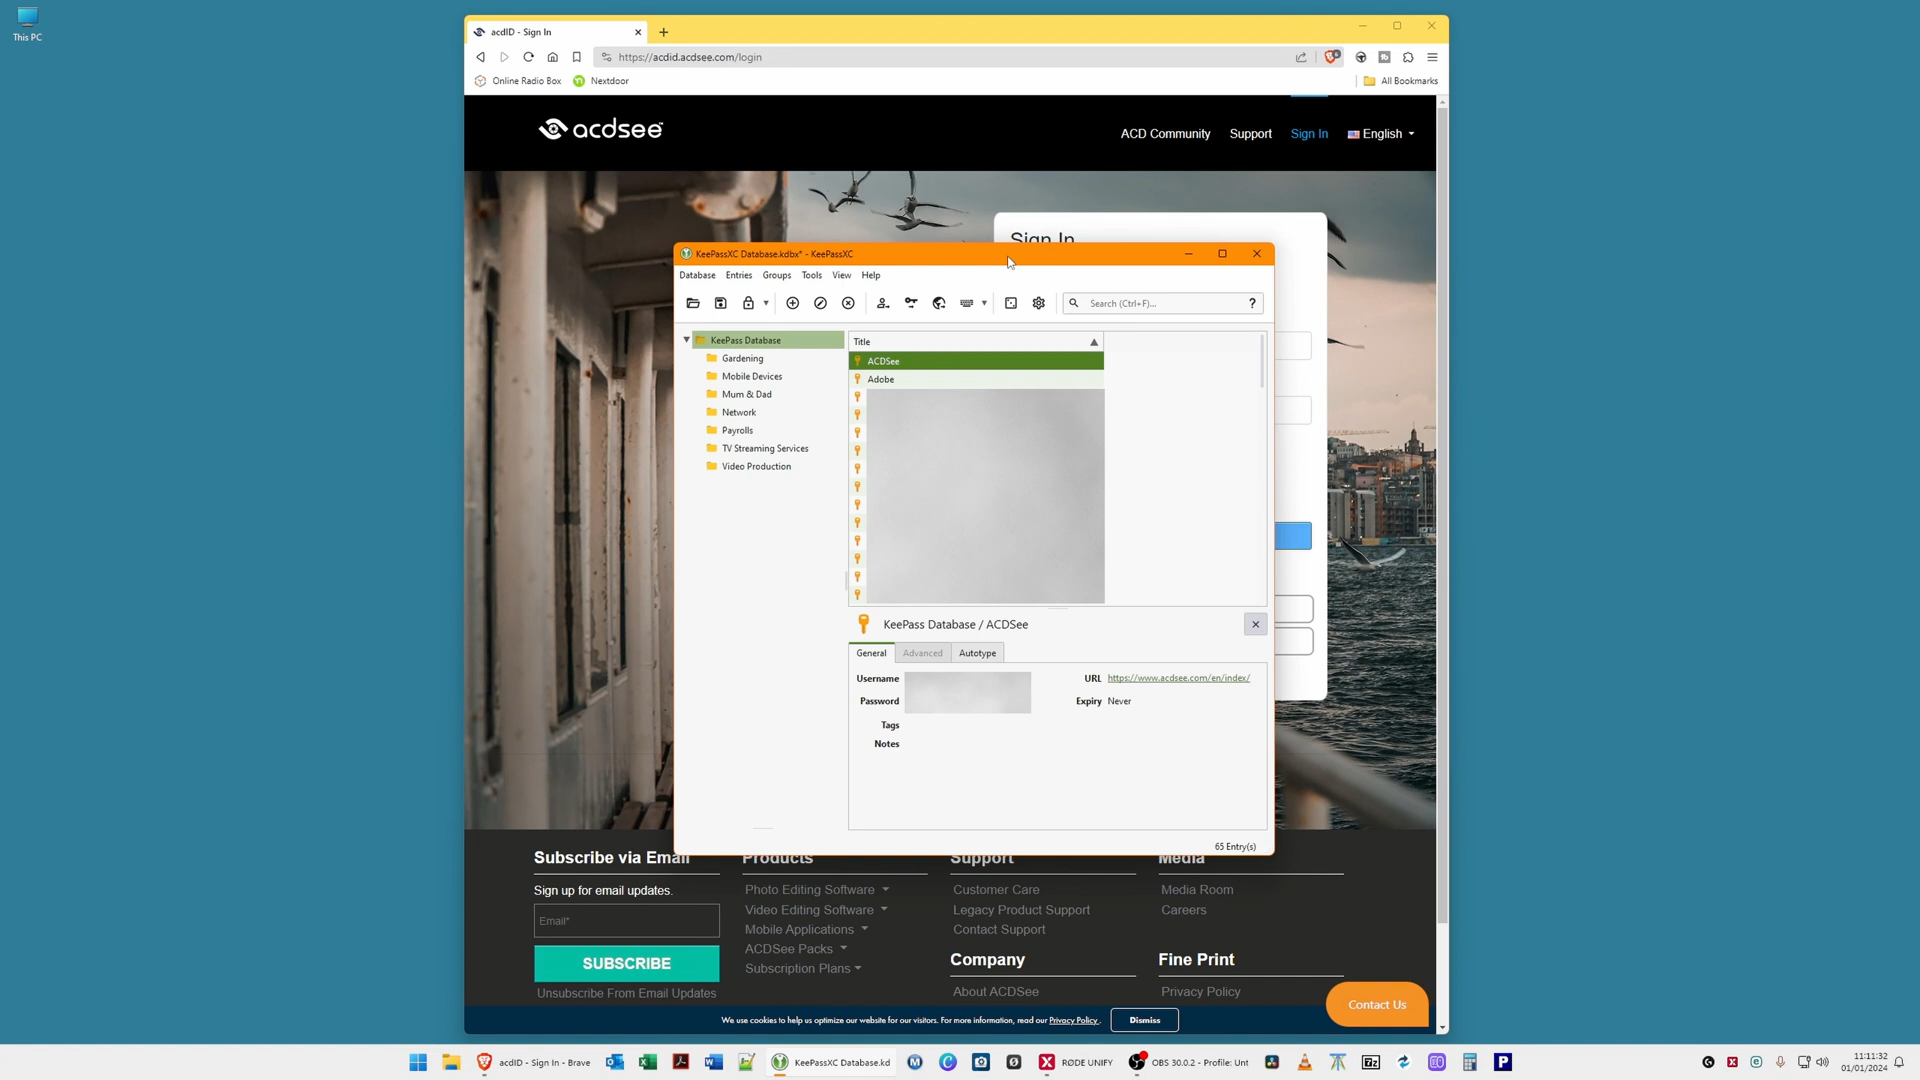 This PC
acdID - Sign In
https://acdid.acdsee.com/login
Online Radio Box
Nextdoor
All Bookmarks
acdsee
ACD Community
Support
Sign In
English
Sign In
KeePassXC Database.kdbx* - KeePassXC
Database Entries Groups Tools View Help
Search (Ctrl+F)...
?
KeePass Database
Gardening
Mobile Devices
Mum & Dad
Network
Payrolls
TV Streaming Services
Video Production
Title
ACDSee
Adobe
KeePass Database / ACDSee
General Advanced Autotype
Username
URL https://www.acdsee.com/en/index/
Password
Expiry Never
Tags
Notes
65 Entry(s)
Subscribe via Email
Sign up for email updates.
Email*
SUBSCRIBE
Unsubscribe From Email Updates
Products
Photo Editing Software
Video Editing Software
Mobile Applications
ACDSee Packs
Subscription Plans
Support
Customer Care
Legacy Product Support
Contact Support
Company
About ACDSee
Media
Media Room
Careers
Fine Print
Privacy Policy
Contact Us
We use cookies to help us optimize our website for our visitors. For more information, read our Privacy Policy.
Dismiss
acdID - Sign In - Brave
KeePassXC Database.kd
RØDE UNIFY
OBS 30.0.2 - Profile: Unt
7z
11:11:32
01/01/2024